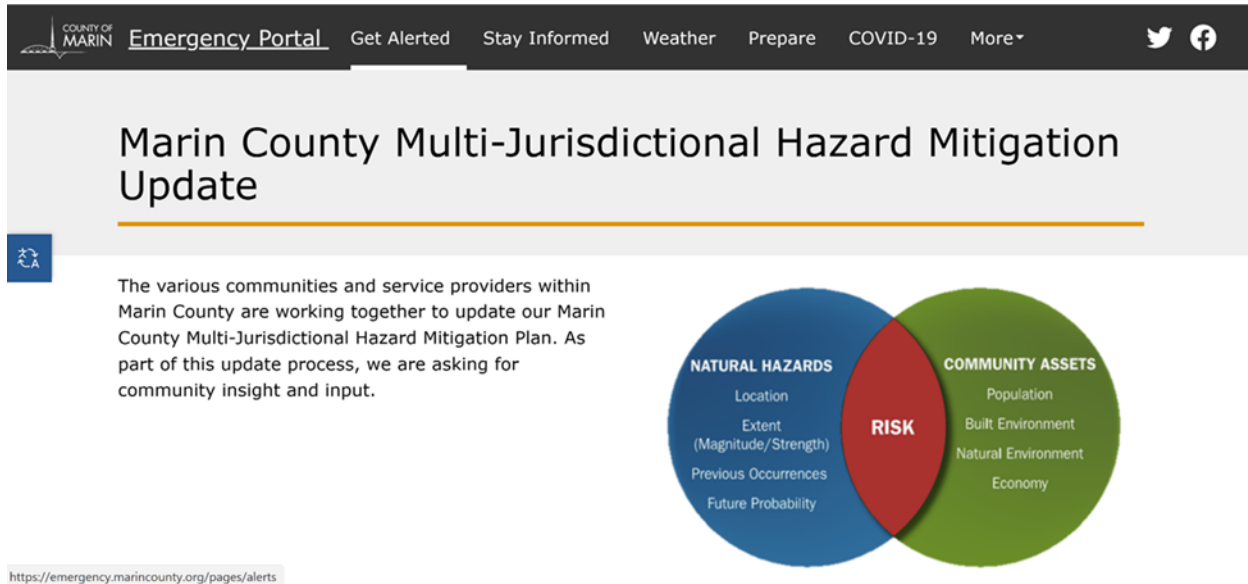 COUNTY OF
MARIN
Emergency Portal Get Alerted Stay Informed Weather Prepare COVID-19 More
Marin County Multi-Jurisdictional Hazard Mitigation
Update
The various communities and service providers within
Marin County are working together to update our Marin
County Multi-Jurisdictional Hazard Mitigation Plan. As
part of this update process, we are asking for
community insight and input.
NATURAL HAZARDS
Location
Extent
(Magnitude/Strength)
Previous Occurrences
Future Probability
RISK
COMMUNITY ASSETS
Population
Built Environment
Natural Environment
Economy
https://emergency.marincounty.org/pages/alerts